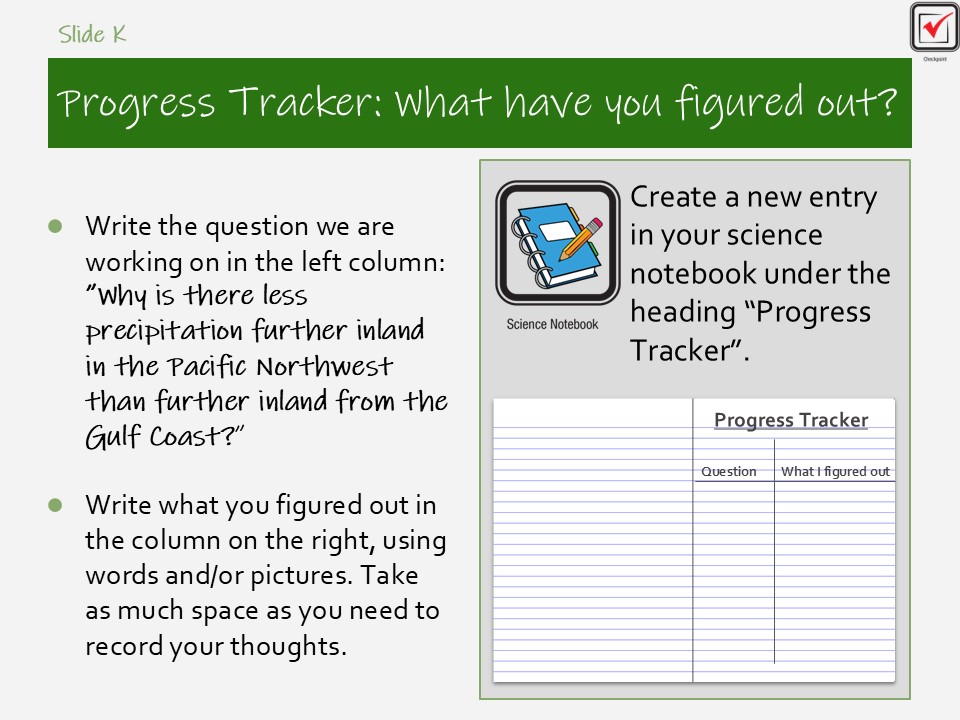 Slide K
Checkpoint
Progress Tracker: What have you figured out?
Write the question we are
working on in the left column:
“Why is there less
precipitation further inland
in the Pacific Northwest
than further inland from the
Gulf Coast?”
Write what you figured out in
the column on the right, using
words and/or pictures. Take
as much space as you need to
record your thoughts.
Create a new entry
in your science
notebook under the
heading “Progress
Tracker”.
Science Notebook
Progress Tracker
Question What I figured out